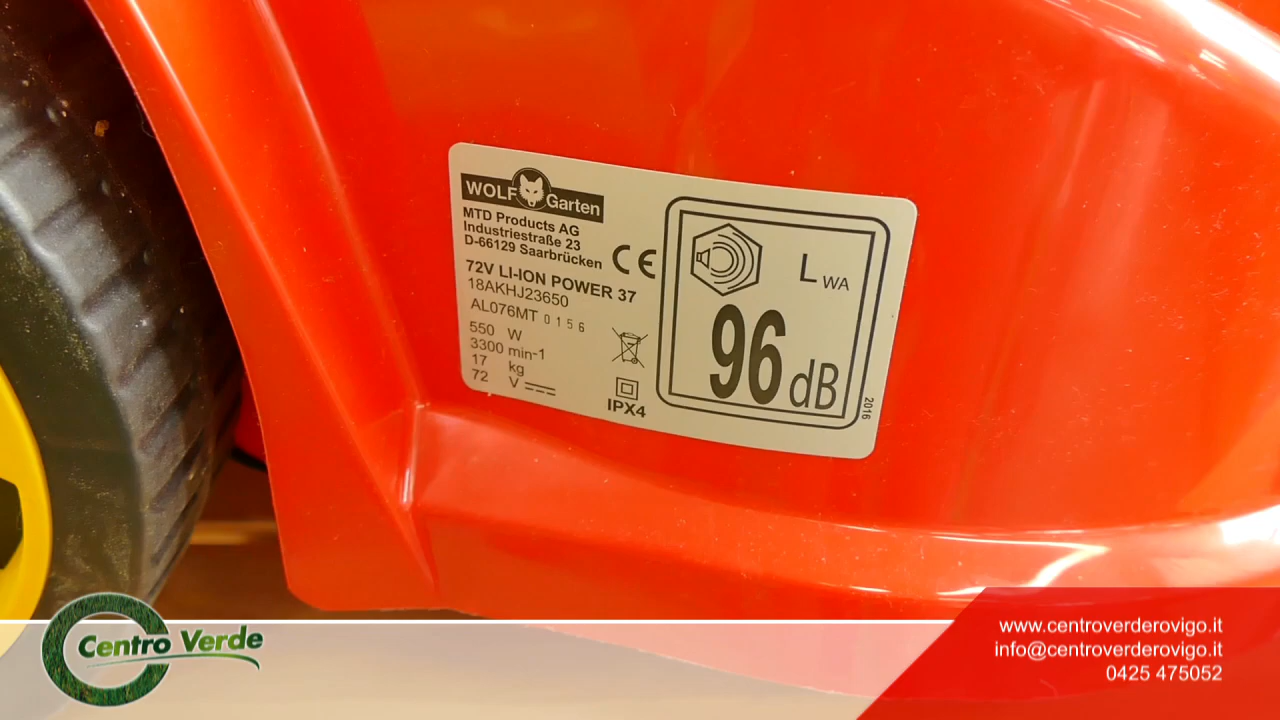 WOLF Garten
MTD Products AG
Industriestraße 23
D-66129 Saarbrücken
CE
72V LI-ION POWER 37
18AKHJ23650
AL076MT 0156
550 W
3300 min-1
17 kg
72 V
IPX4
LWA
96 dB
2016
Centro Verde
www.centroverderovigo.it
info@centroverderovigo.it
0425 475052